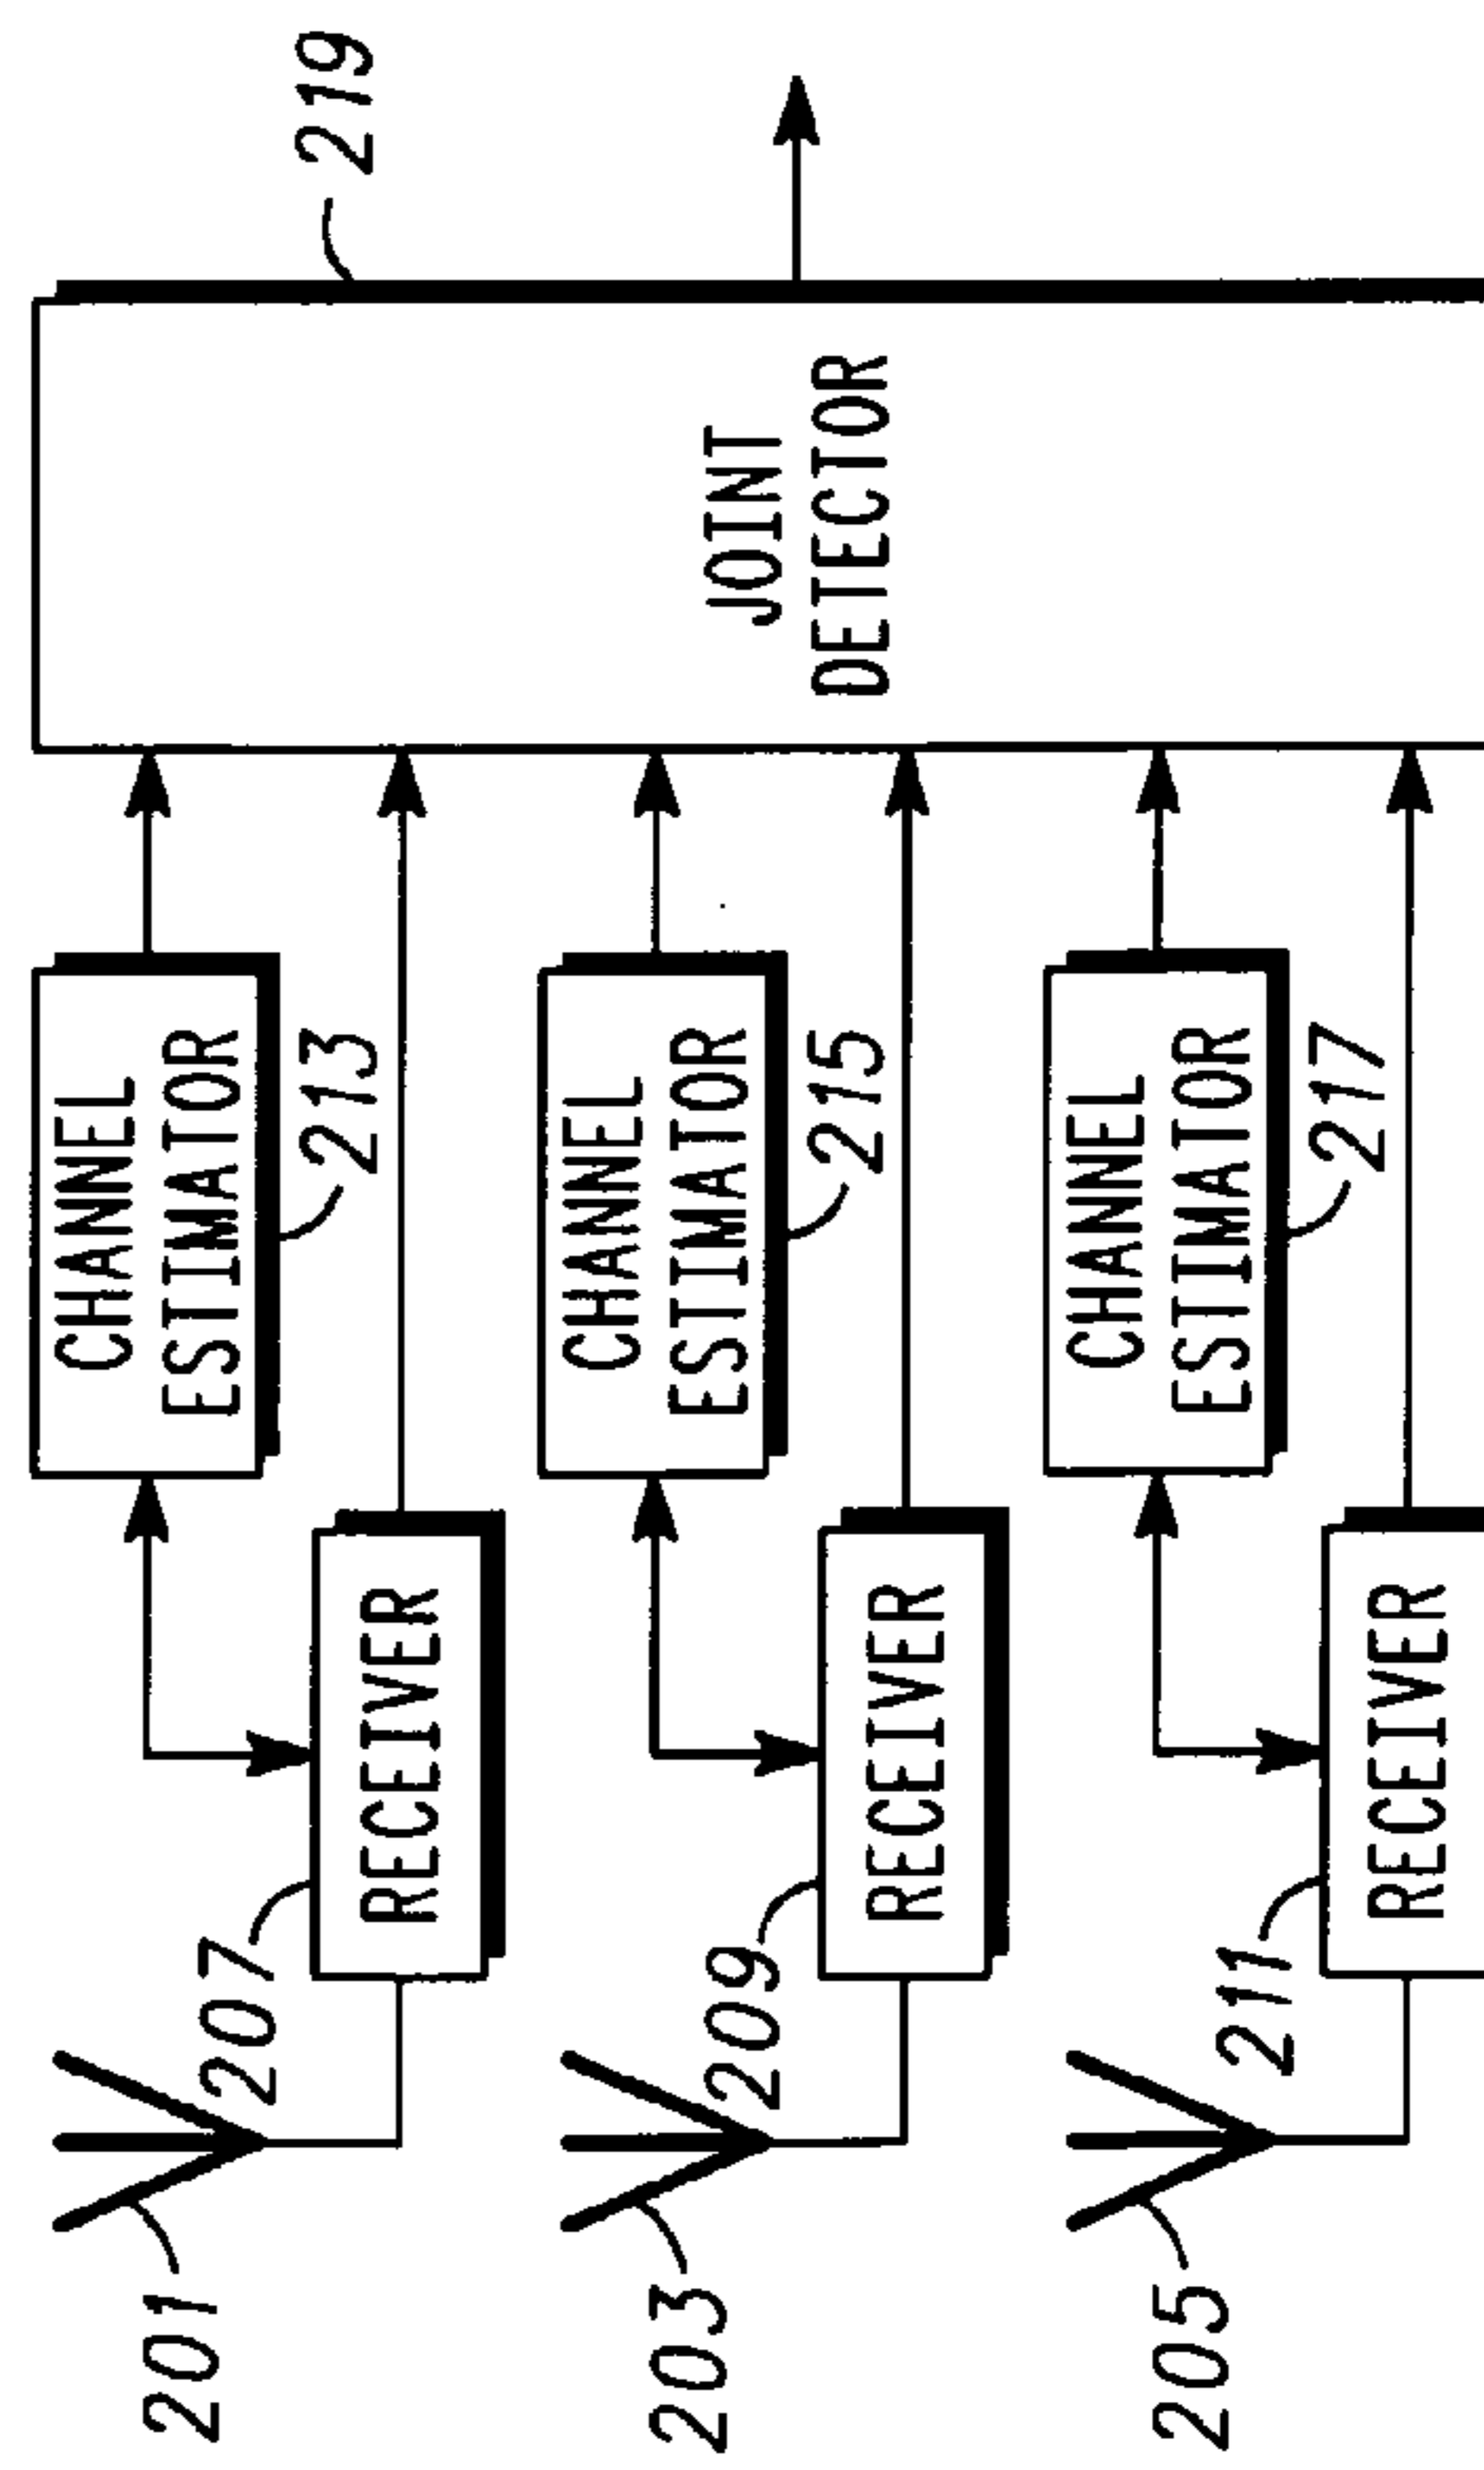 201
207
RECEIVER
CHANNEL
ESTIMATOR
213
219
203
209
RECEIVER
CHANNEL
ESTIMATOR
215
JOINT
DETECTOR
205
211
RECEIVER
CHANNEL
ESTIMATOR
217